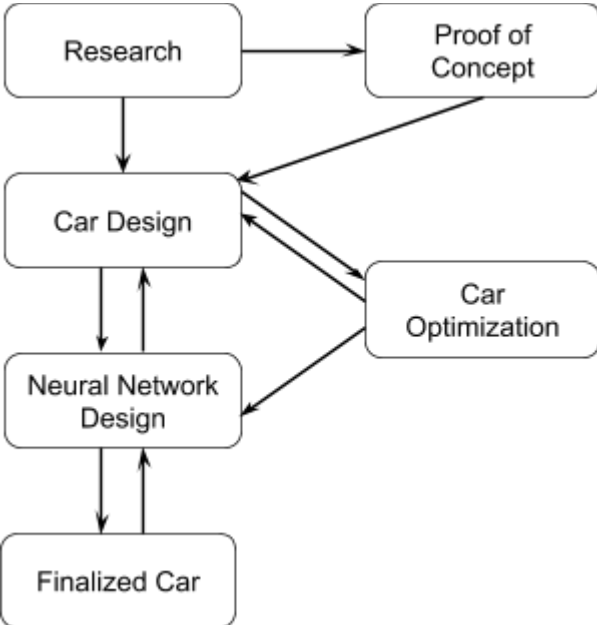 Research
Proof of
Concept
Car Design
Car
Optimization
Neural Network
Design
Finalized Car